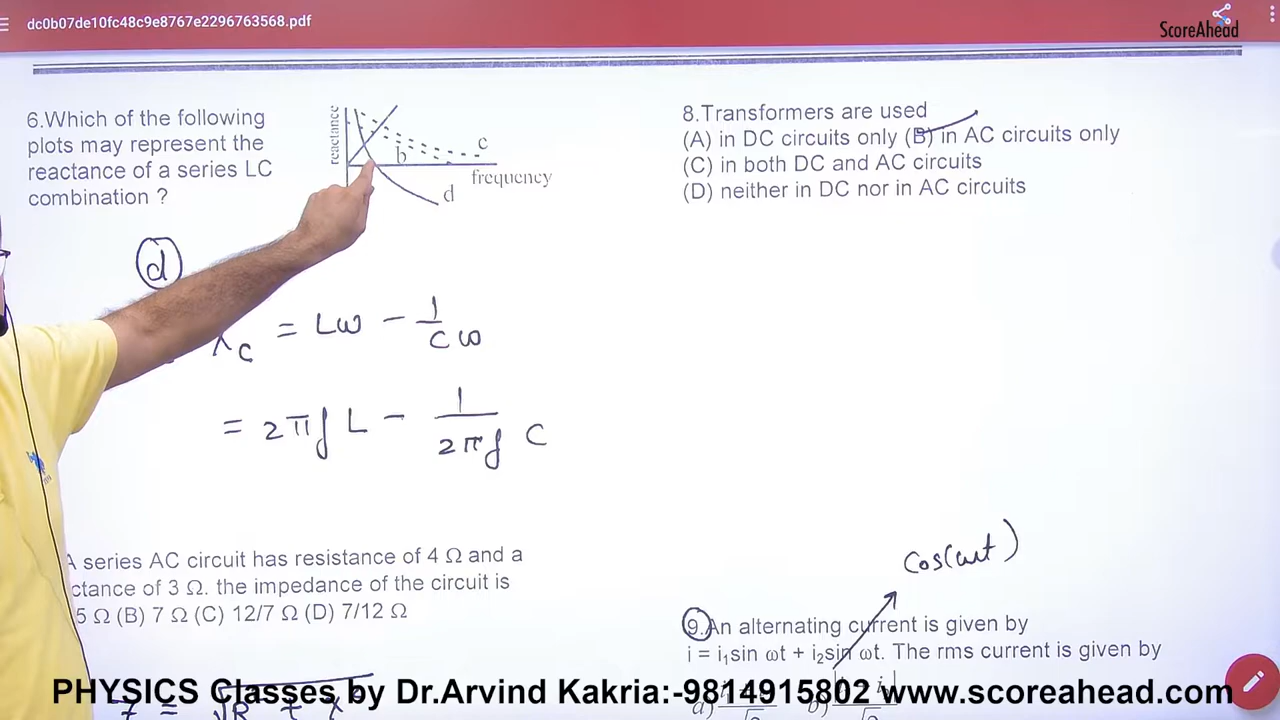 dc0b07de10fc48c9e8767e2296763568.pdf
ScoreAhead
6.Which of the following
plots may represent the
reactance of a series LC
combination ?
reactance
c
b
frequency
d
d
C = Lω - 1/Cω
= 2πf L - 1/2πf C
A series AC circuit has resistance of 4 Ω and a
ctance of 3 Ω. the impedance of the circuit is
5 Ω (B) 7 Ω (C) 12/7 Ω (D) 7/12 Ω
8.Transformers are used
(A) in DC circuits only (B) in AC circuits only
(C) in both DC and AC circuits
(D) neither in DC nor in AC circuits
Cos(ωt)
9.An alternating current is given by
i = i₁sin ωt + i₂sin ωt. The rms current is given by
PHYSICS Classes by Dr.Arvind Kakria:-9814915802 www.scoreahead.com